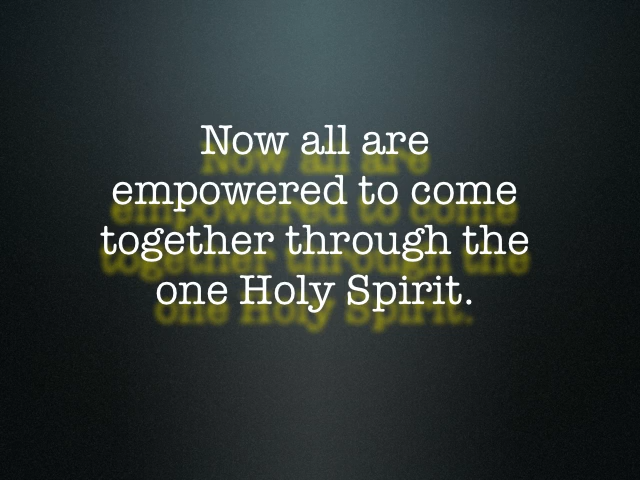 Now all are
empowered to come
together through the
one Holy Spirit.